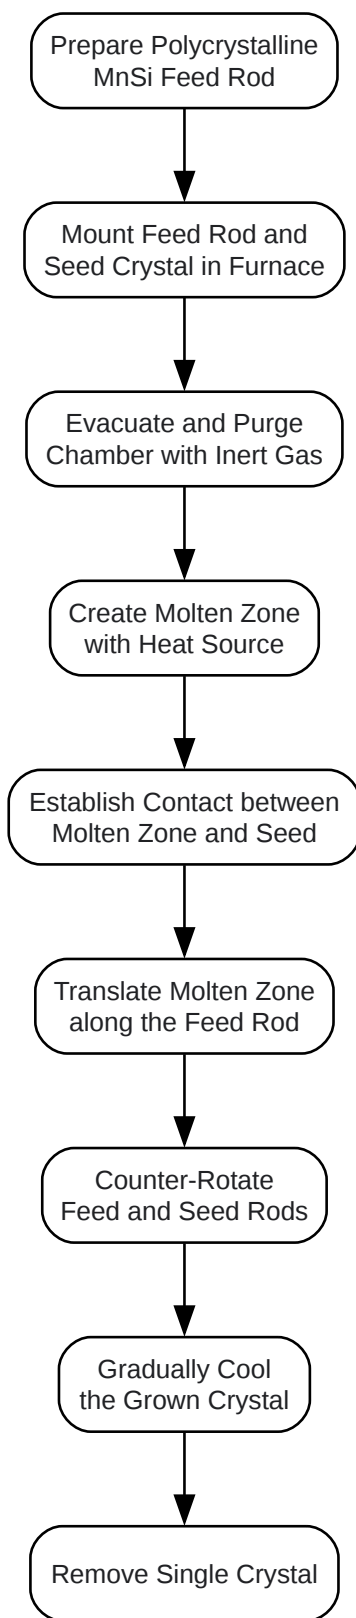 Prepare Polycrystalline
MnSi Feed Rod
Mount Feed Rod and
Seed Crystal in Furnace
Evacuate and Purge
Chamber with Inert Gas
Create Molten Zone
with Heat Source
Establish Contact between
Molten Zone and Seed
Translate Molten Zone
along the Feed Rod
Counter-Rotate
Feed and Seed Rods
Gradually Cool
the Grown Crystal
Remove Single Crystal